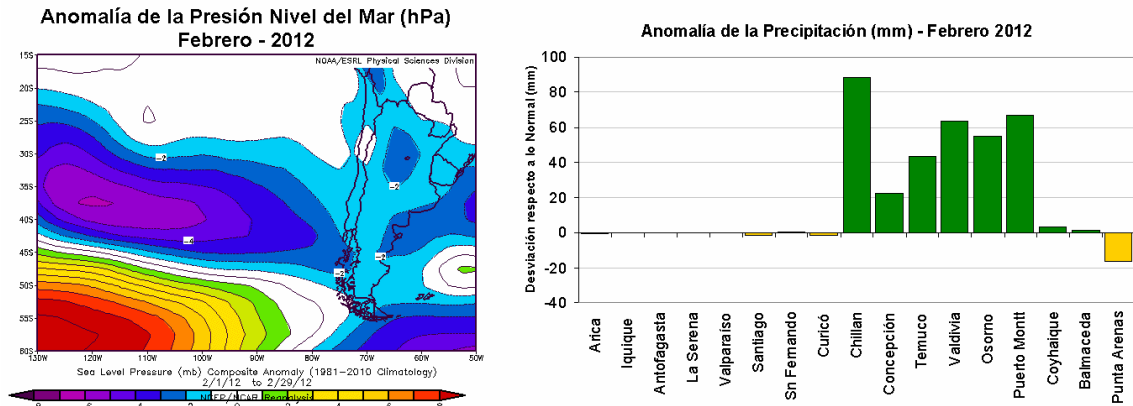 Anomalía de la Presión Nivel del Mar (hPa)
Febrero - 2012
NOAA/ESRL Physical Sciences Division
15S
20S
25S
30S
35S
40S
45S
50S
55S
60S
-2
-2
-4
-2
-2
130W 120W 110W 100W 90W 80W 70W 60W 50W
Sea Level Pressure (mb) Composite Anomaly (1981-2010 Climatology)
2/1/12 to 2/29/12
NCEP/NCAR Reanalysis
Anomalía de la Precipitación (mm) - Febrero 2012
Desviación respecto a lo Normal (mm)
100
80
60
40
20
0
-20
-40
Arica
Iquique
Antofagasta
La Serena
Valparaíso
Santiago
Sn Fernando
Curicó
Chillan
Concepción
Temuco
Valdivia
Osorno
Puerto Montt
Coyhaique
Balmaceda
Punta Arenas